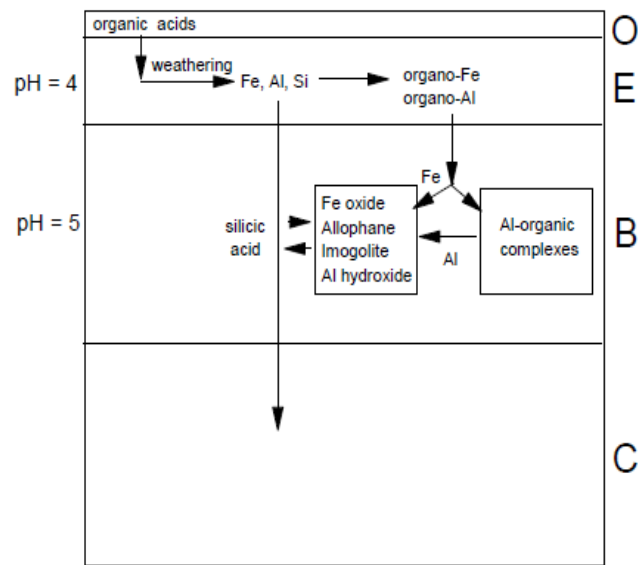 organic acids
O
pH = 4
weathering
Fe, Al, Si
organo-Fe
organo-Al
E
Fe
pH = 5
silicic
acid
Fe oxide
Allophane
Imogolite
Al hydroxide
Al
Al-organic
complexes
B
C